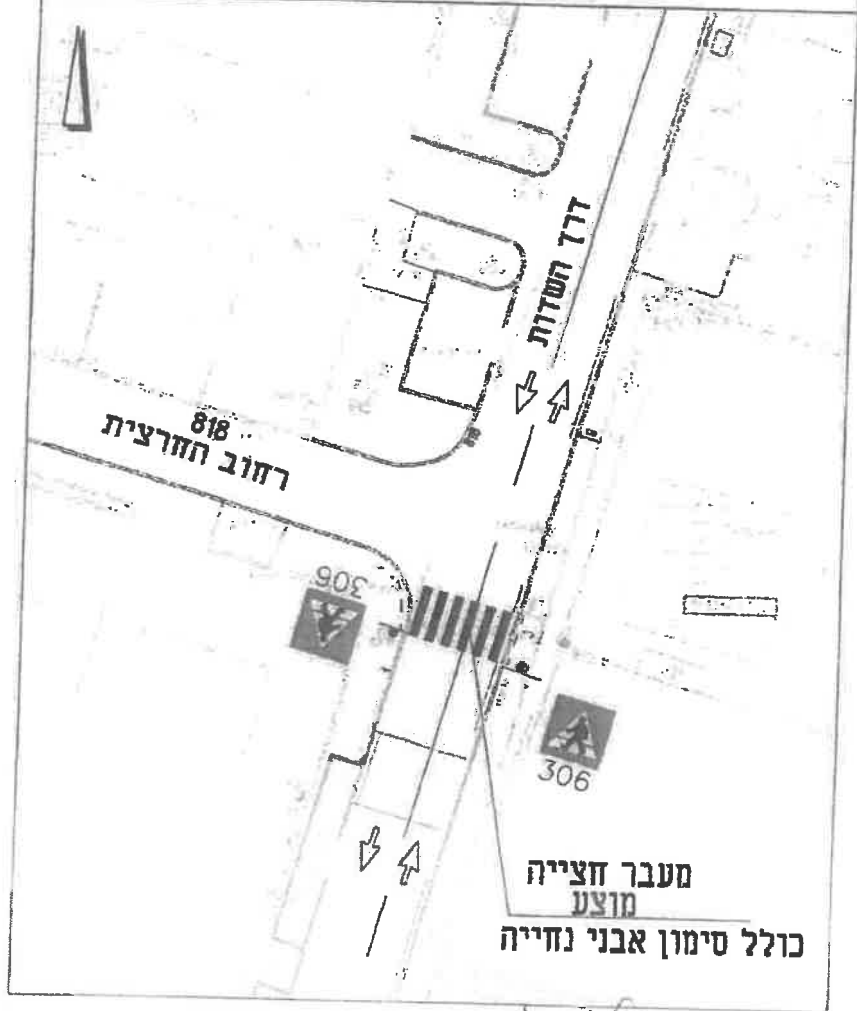 דרך השדות
818
רחוב החרצית
306
306
מעבר חצייה
מוצע
כולל סימון אבני נחייה